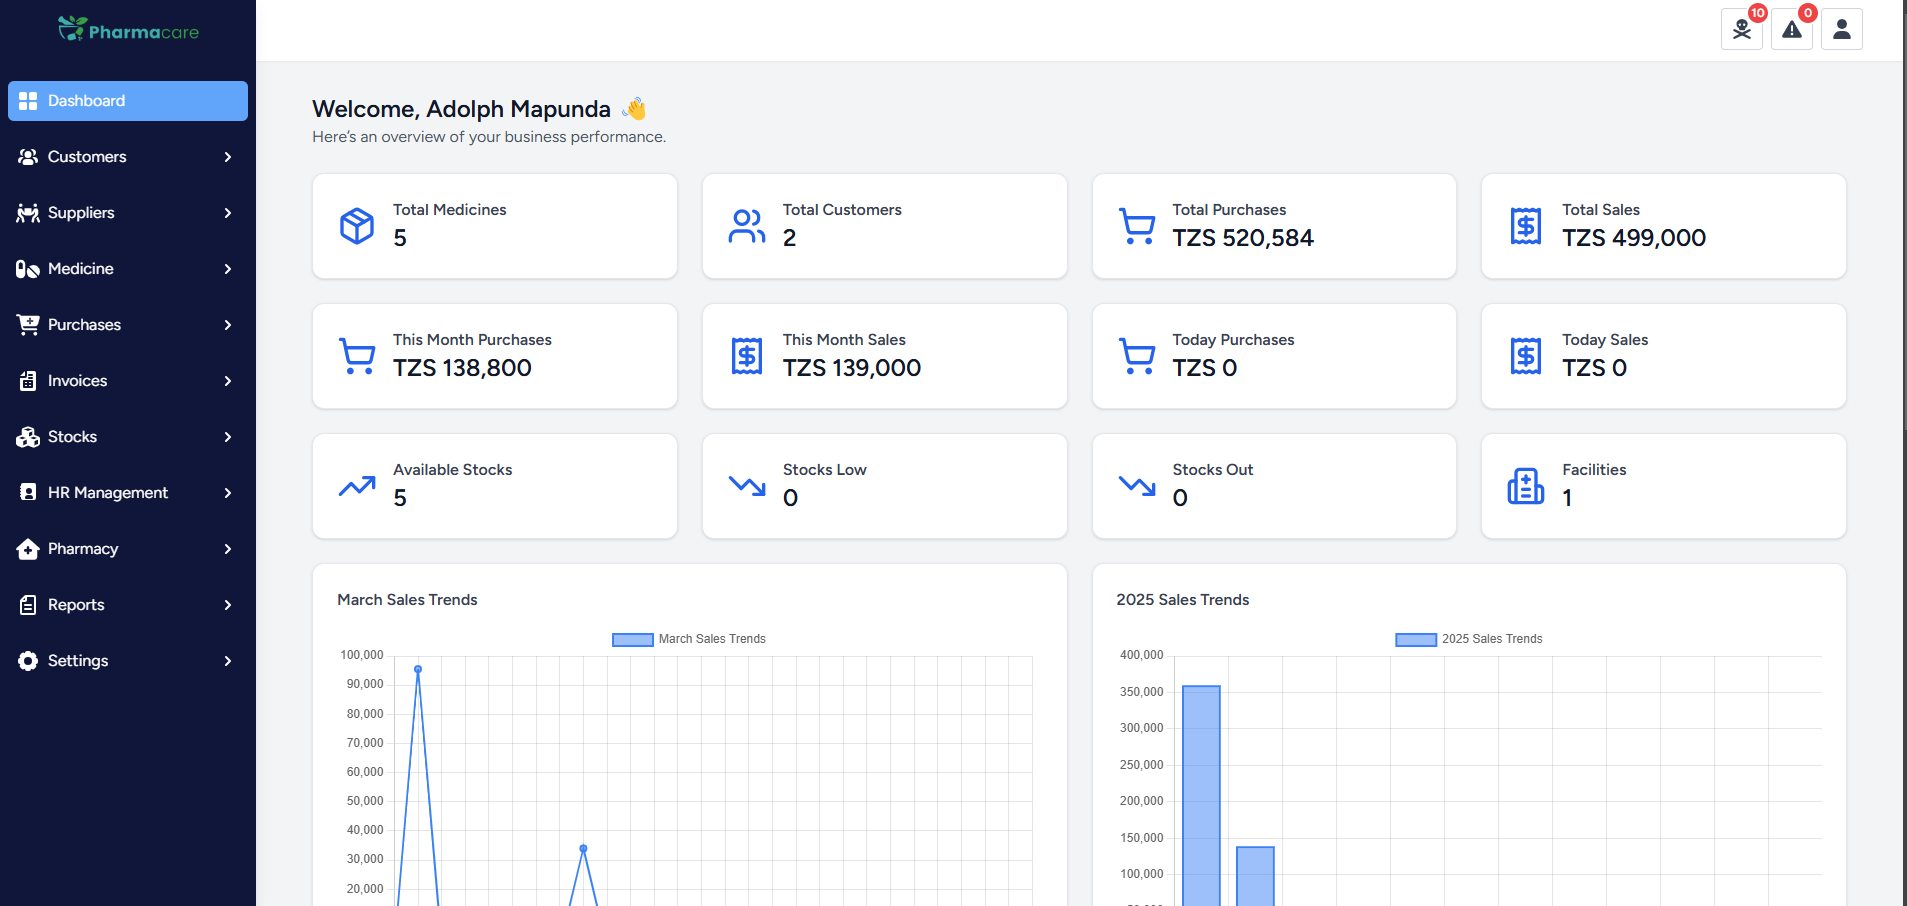 Pharmacare
10
0
Dashboard
Customers
Suppliers
Medicine
Purchases
Invoices
Stocks
HR Management
Pharmacy
Reports
Settings
Welcome, Adolph Mapunda 👋
Here's an overview of your business performance.
Total Medicines
5
Total Customers
2
Total Purchases
TZS 520,584
Total Sales
TZS 499,000
This Month Purchases
TZS 138,800
This Month Sales
TZS 139,000
Today Purchases
TZS 0
Today Sales
TZS 0
Available Stocks
5
Stocks Low
0
Stocks Out
0
Facilities
1
March Sales Trends
March Sales Trends
100,000
90,000
80,000
70,000
60,000
50,000
40,000
30,000
20,000
2025 Sales Trends
2025 Sales Trends
400,000
350,000
300,000
250,000
200,000
150,000
100,000